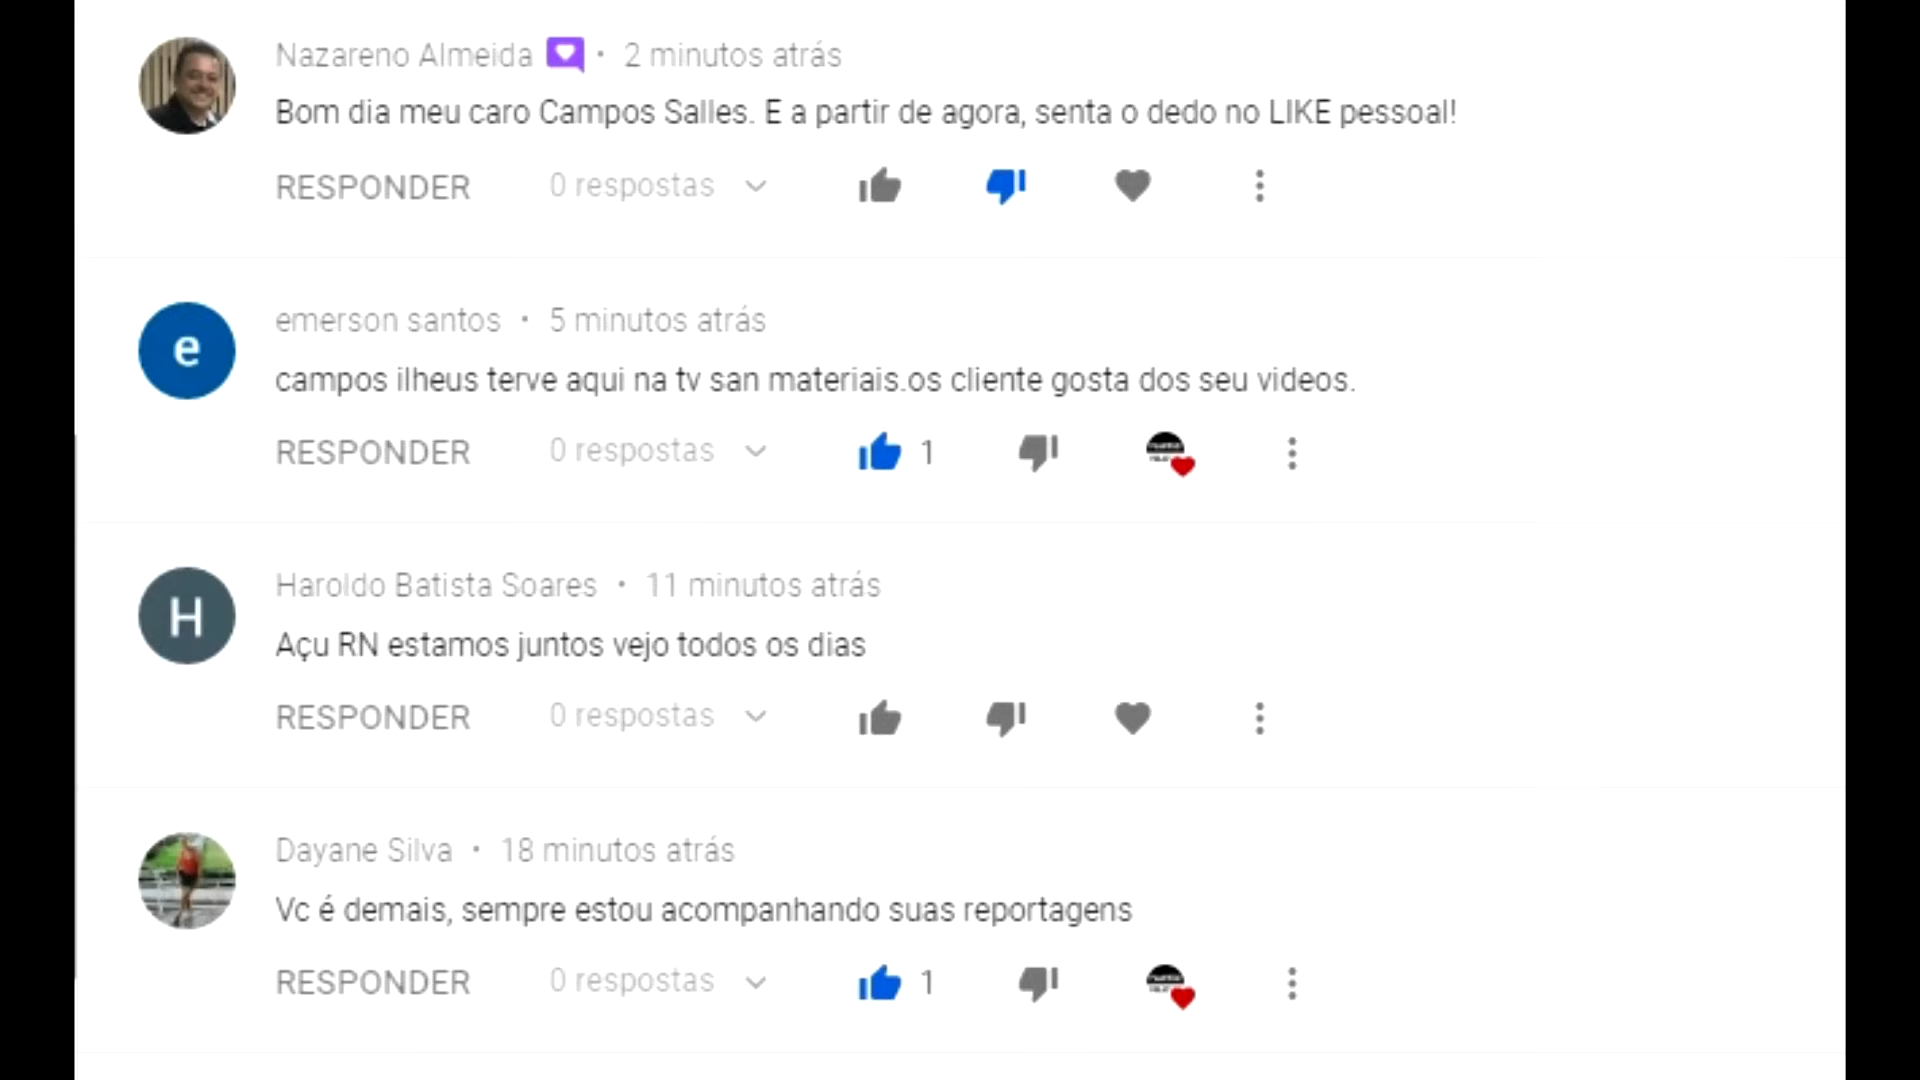 Nazareno Almeida • 2 minutos atrás
Bom dia meu caro Campos Salles. E a partir de agora, senta o dedo no LIKE pessoal!
RESPONDER 0 respostas
e
emerson santos • 5 minutos atrás
campos ilheus terve aqui na tv san materiais.os cliente gosta dos seu videos.
RESPONDER 0 respostas 1
H
Haroldo Batista Soares • 11 minutos atrás
Açu RN estamos juntos vejo todos os dias
RESPONDER 0 respostas
Dayane Silva • 18 minutos atrás
Vc é demais, sempre estou acompanhando suas reportagens
RESPONDER 0 respostas 1